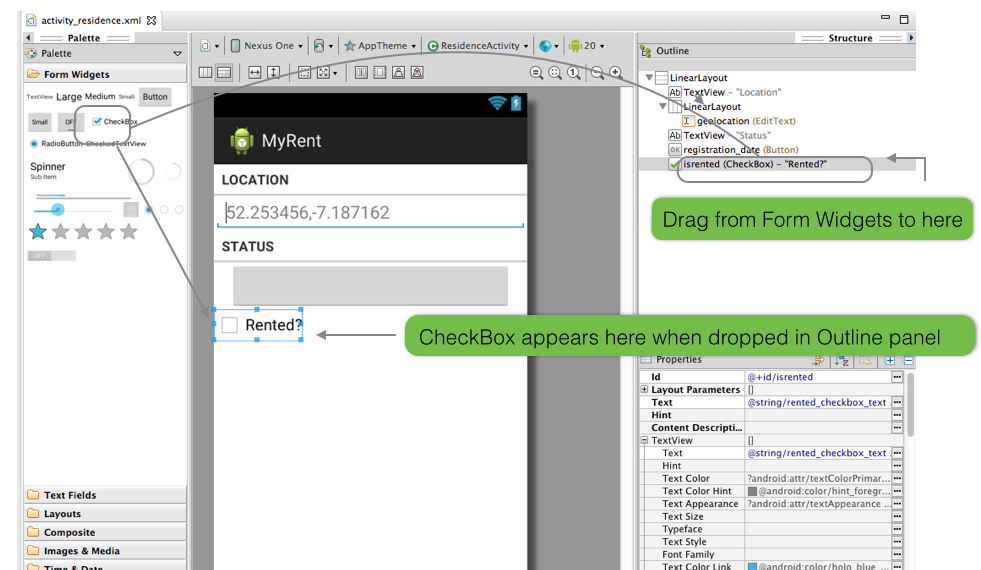 activity_residence.xml
Palette
Palette
Form Widgets
TextView Large Medium Small Button
Small OFF CheckBox
RadioButton CheckedTextView
Spinner
Sub Item
OFF
Text Fields
Layouts
Composite
Images & Media
Time & Date
Nexus One AppTheme ResidenceActivity 20
MyRent
LOCATION
52.253456,-7.187162
STATUS
Rented?
Structure
Outline
LinearLayout
Ab TextView - "Location"
LinearLayout
geolocation (EditText)
Ab TextView - "Status"
OK registration_date (Button)
isrented (CheckBox) - "Rented?"
Drag from Form Widgets to here
CheckBox appears here when dropped in Outline panel
Properties
Id @+id/isrented
Layout Parameters []
Text @string/rented_checkbox_text
Hint
Content Descripti...
TextView []
Text @string/rented_checkbox_text
Hint
Text Color ?android:attr/textColorPrimar...
Text Color Hint @android:color/hint_foregr...
Text Appearance ?android:attr/textAppearance ...
Text Size
Typeface
Text Style
Font Family
Text Color Link @android:color/holo_blue_...